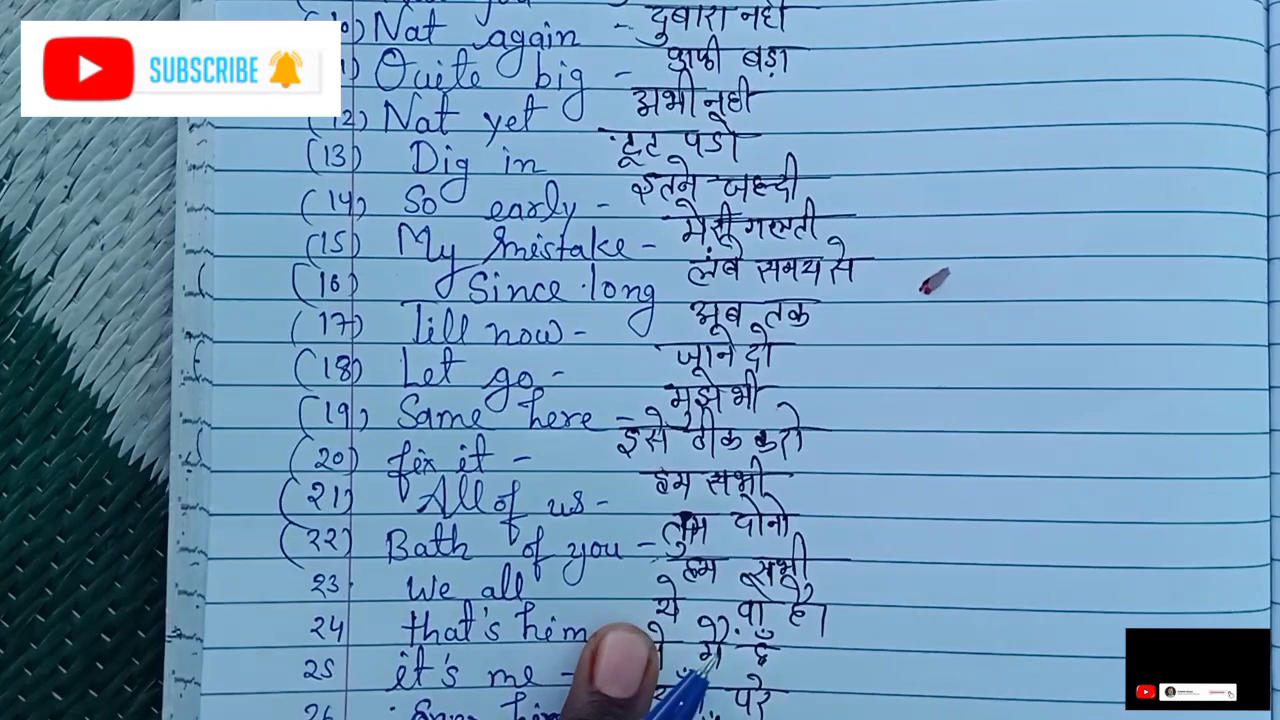 SUBSCRIBE
(10) Nat again - दुबारा नही
Quite big - काफी बड़ा
(12) Nat yet अभी नही
(13) Dig in टूट पडो
(14) So early - इतने जल्दी
(15) My mistake - मेरी गलती
(16) Since long लंबे समय से
(17) Till now - अब तक
(18) Let go - जाने दो
(19) Same here - मुझे भी
(20) fix it - इसे ठीक करो
(21) All of us - हम सभी
(22) Bath of you - तुम दोनो
23. We all हम सभी
24 that's him ये वो है।
25 it's me - मैं हूँ
26